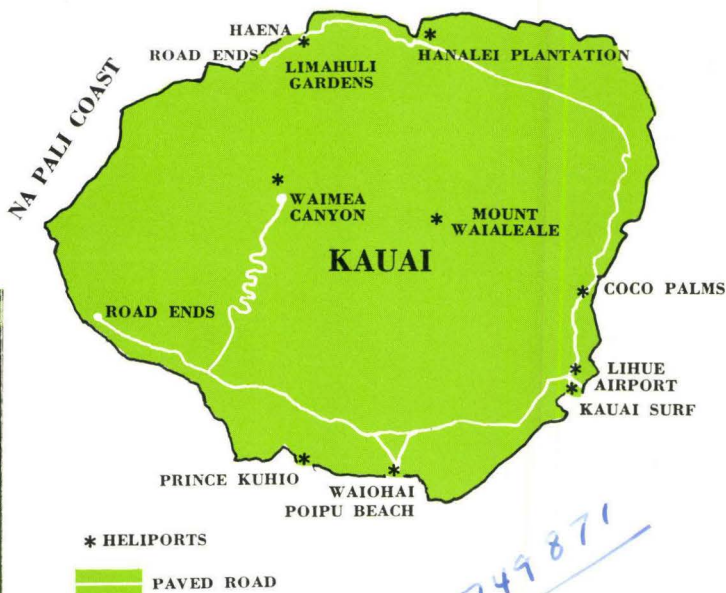 HAENA
ROAD ENDS
LIMAHULI
GARDENS
HANALEI PLANTATION
NA PALI COAST
WAIMEA
CANYON
MOUNT
WAIALEALE
KAUAI
COCO PALMS
ROAD ENDS
LIHUE
AIRPORT
KAUAI SURF
PRINCE KUHIO
WAIOHAI
POIPU BEACH
* HELIPORTS
PAVED ROAD
249871